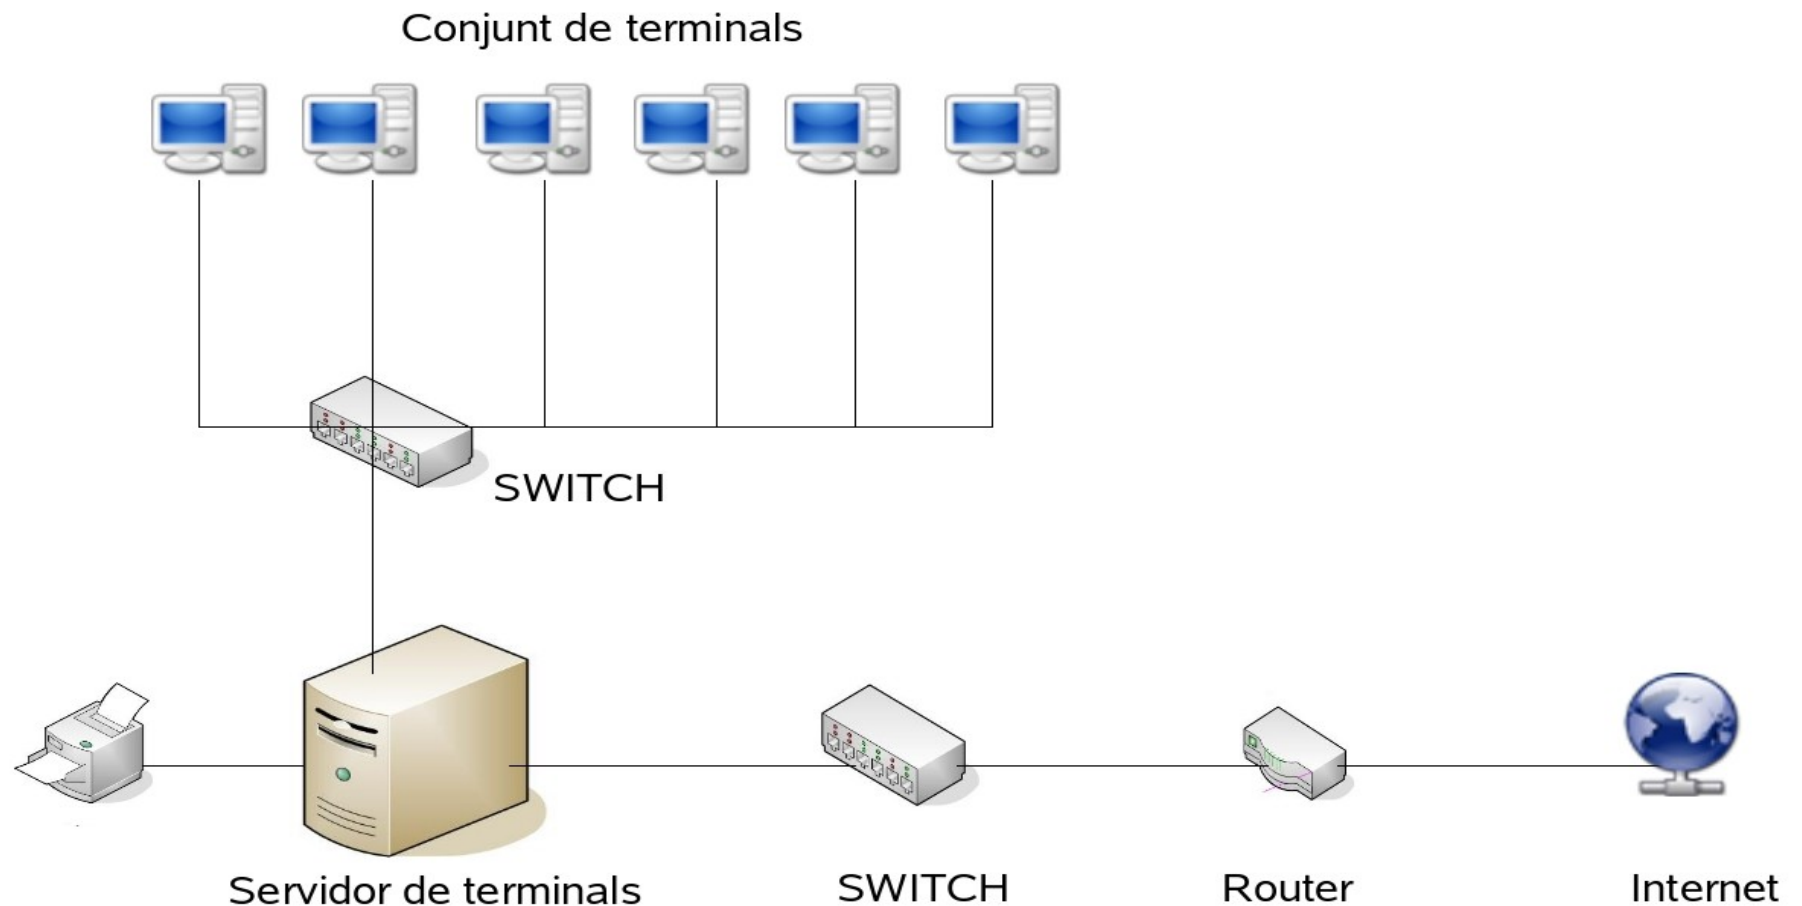 Conjunt de terminals
SWITCH
Servidor de terminals
SWITCH
Router
Internet